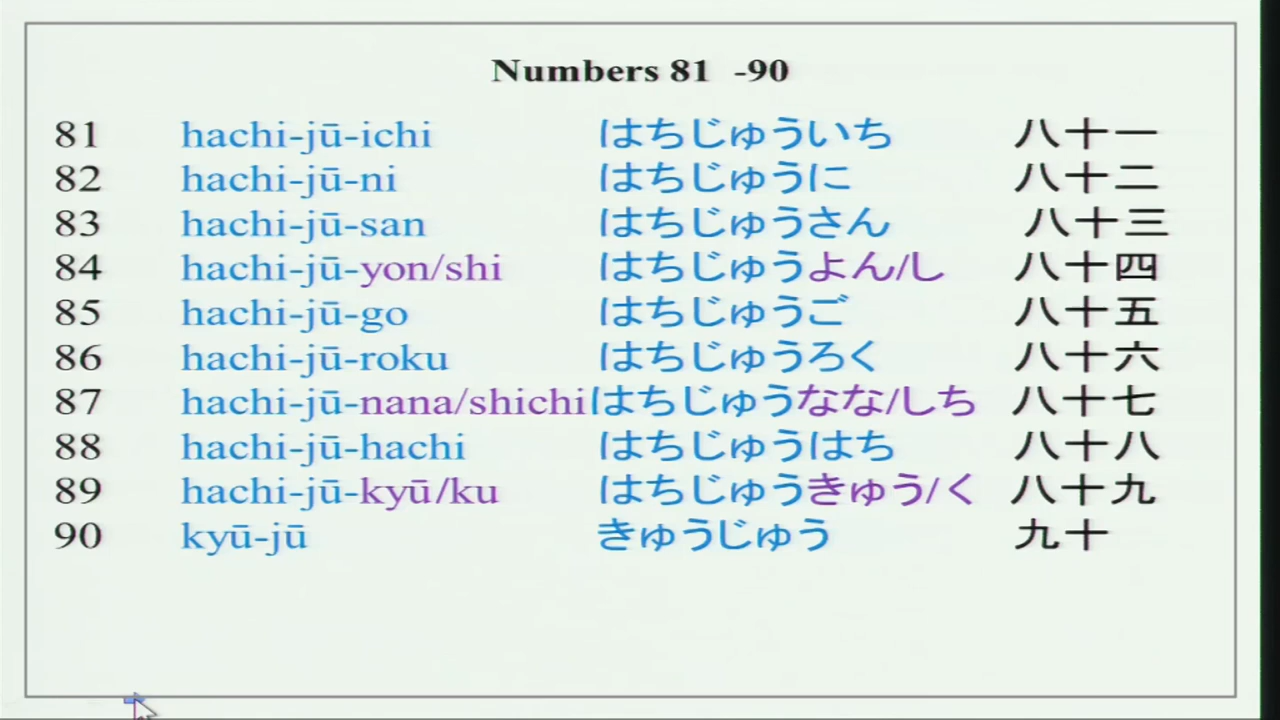 Numbers 81 -90
81 hachi-jū-ichi はちじゅういち 八十一
82 hachi-jū-ni はちじゅうに 八十二
83 hachi-jū-san はちじゅうさん 八十三
84 hachi-jū-yon/shi はちじゅうよん/し 八十四
85 hachi-jū-go はちじゅうご 八十五
86 hachi-jū-roku はちじゅうろく 八十六
87 hachi-jū-nana/shichi はちじゅうなな/しち 八十七
88 hachi-jū-hachi はちじゅうはち 八十八
89 hachi-jū-kyū/ku はちじゅうきゅう/く 八十九
90 kyū-jū きゅうじゅう 九十